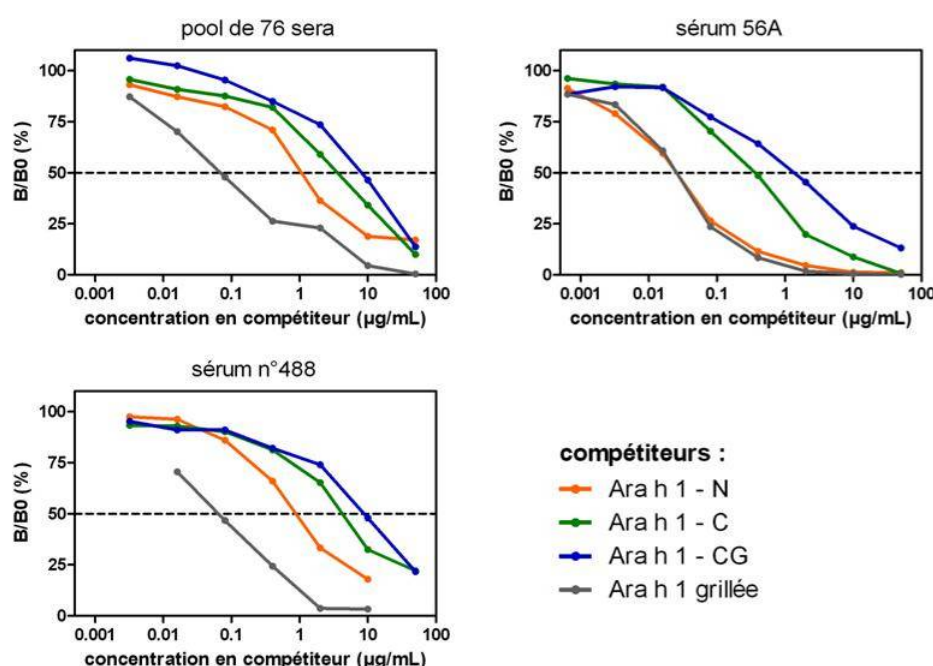 pool de 76 sera
100
75
50
25
0
B/B0 (%)
0.001 0.01 0.1 1 10 100
concentration en compétiteur (µg/mL)
sérum 56A
100
75
50
25
0
B/B0 (%)
0.001 0.01 0.1 1 10 100
concentration en compétiteur (µg/mL)
sérum n°488
100
75
50
25
0
B/B0 (%)
0.001 0.01 0.1 1 10 100
concentration en compétiteur (µg/mL)
compétiteurs :
Ara h 1 - N
Ara h 1 - C
Ara h 1 - CG
Ara h 1 grillée